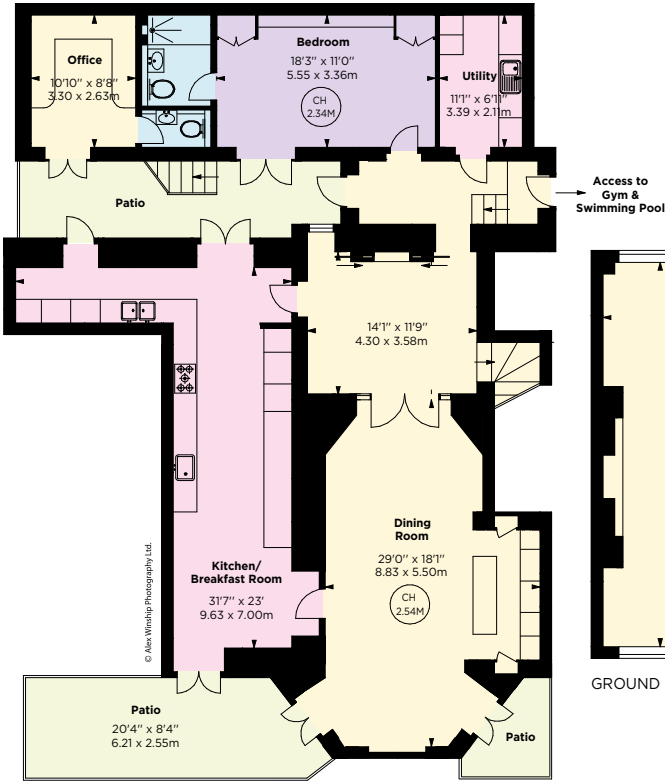 Office
10'10'' x 8'8''
3.30 x 2.63m
Bedroom
18'3'' x 11'0''
5.55 x 3.36m
CH
2.34M
Utility
11'1'' x 6'11''
3.39 x 2.11m
Patio
Access to
Gym &
Swimming Pool
14'1'' x 11'9''
4.30 x 3.58m
Dining
Room
29'0'' x 18'1''
8.83 x 5.50m
CH
2.54M
Kitchen/
Breakfast Room
31'7'' x 23'
9.63 x 7.00m
© Alex Winship Photography Ltd.
GROUND
Patio
20'4'' x 8'4''
6.21 x 2.55m
Patio